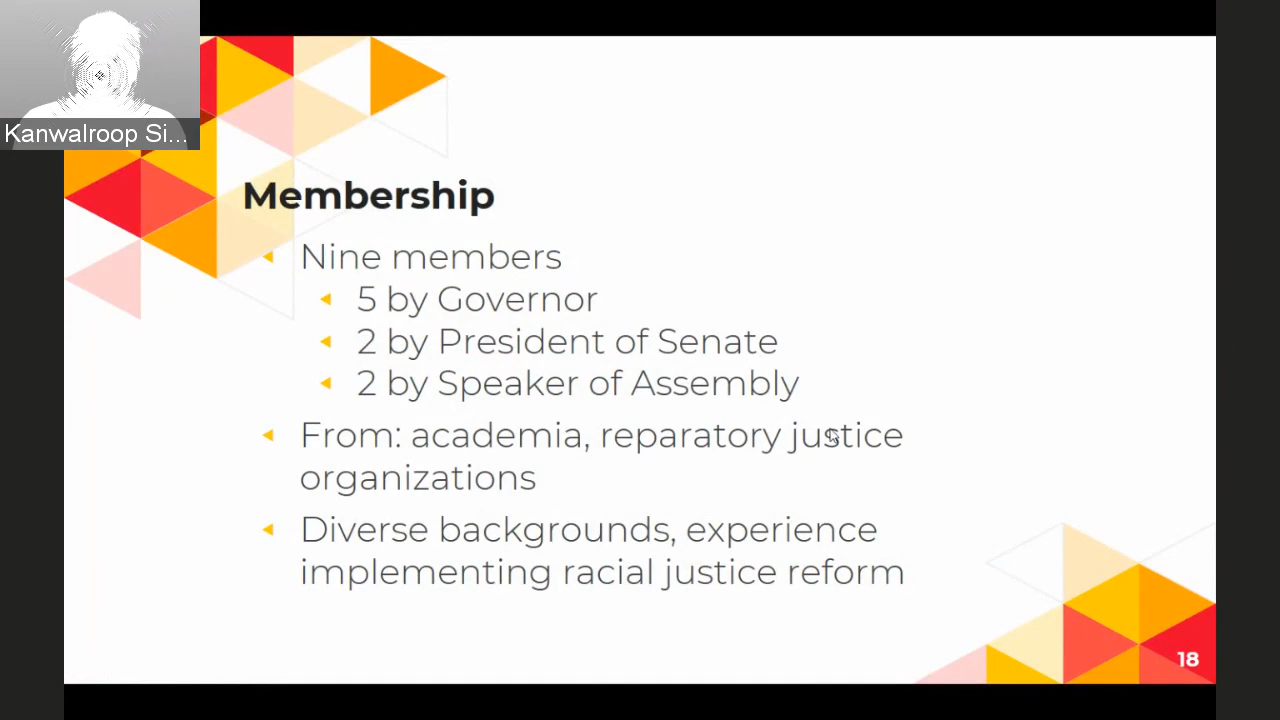 Kanwalroop Si...
Membership
Nine members
5 by Governor
2 by President of Senate
2 by Speaker of Assembly
From: academia, reparatory justice
organizations
Diverse backgrounds, experience
implementing racial justice reform
18